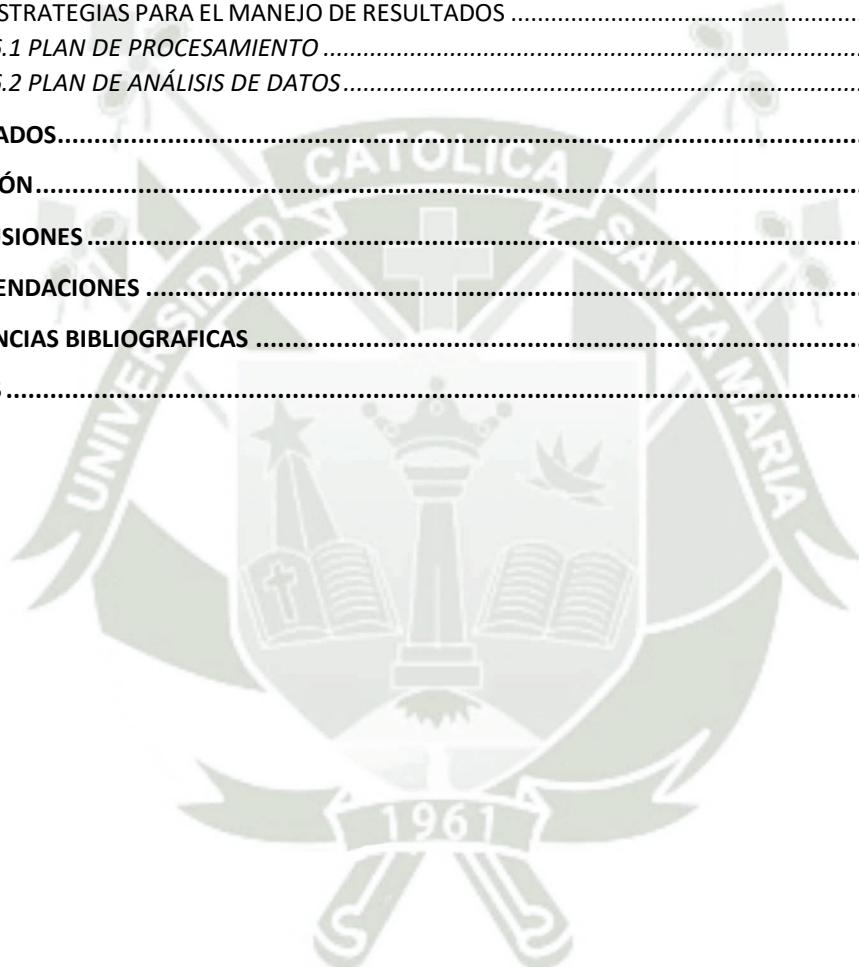 STRATEGIAS PARA EL MANEJO DE RESULTADOS ........................................................................
.1 PLAN DE PROCESAMIENTO ........................................................................
.2 PLAN DE ANÁLISIS DE DATOS ........................................................................
ADOS ........................................................................
ÓN ........................................................................
USIONES ........................................................................
ENDACIONES ........................................................................
NCIAS BIBLIOGRAFICAS ........................................................................
S ........................................................................
UNIVERSIDAD CATOLICA SANTA MARIA
1961